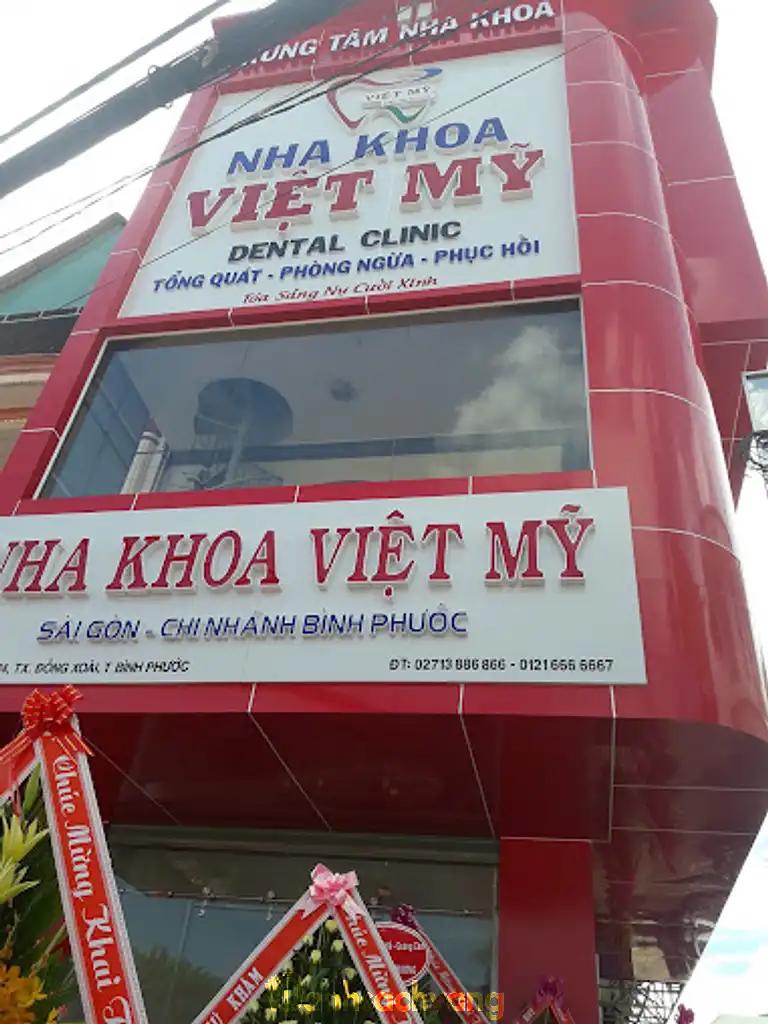 TRUNG TÂM NHA KHOA
VIỆT MỸ
NHA KHOA
VIỆT MỸ
DENTAL CLINIC
TỔNG QUÁT - PHÒNG NGỪA - PHỤC HỒI
Tỏa Sáng Nụ Cười Xinh
NHA KHOA VIỆT MỸ
SÀI GÒN - CHI NHÁNH BÌNH PHƯỚC
TX. ĐỒNG XOÀI, T BÌNH PHƯỚC
ĐT: 02713 886 866 - 0121 666 6667
Chúc Mừng Khai
KHÁM
Chúc Mừng